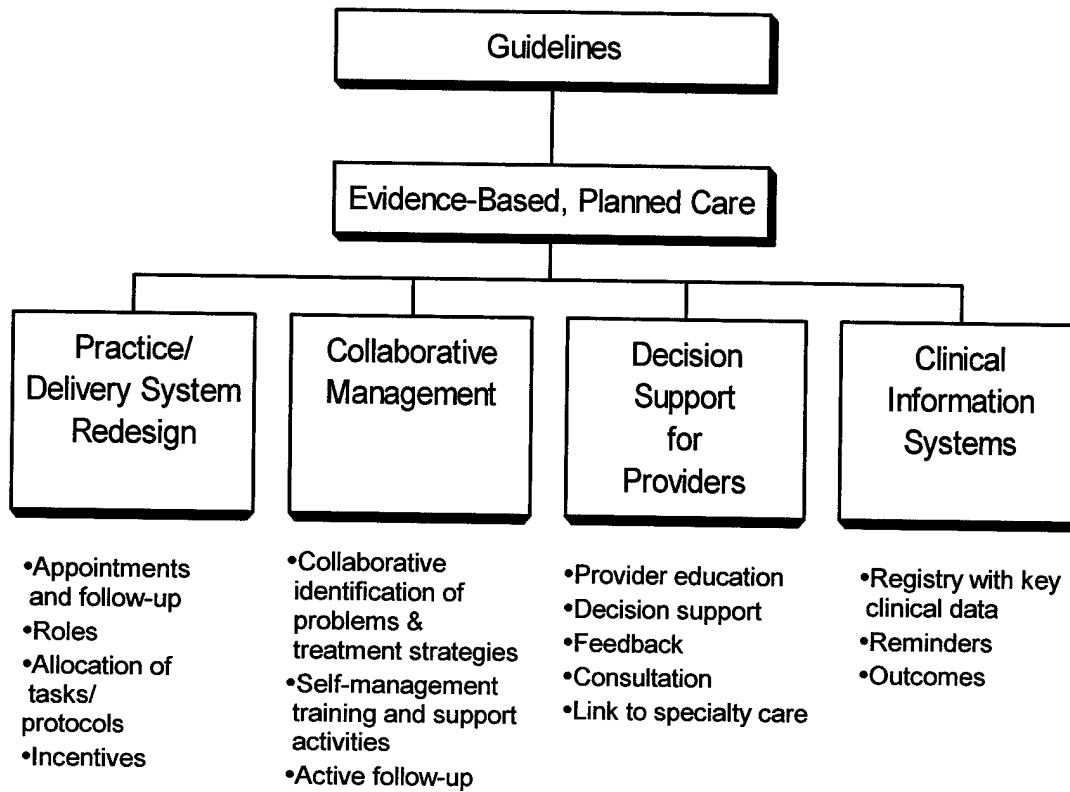 Guidelines
Evidence-Based, Planned Care
Practice/
Delivery System
Redesign
Collaborative
Management
Decision
Support
for
Providers
Clinical
Information
Systems
•Appointments
and follow-up
•Roles
•Allocation of
tasks/
protocols
•Incentives
•Collaborative
identification of
problems &
treatment strategies
•Self-management
training and support
activities
•Active follow-up
•Provider education
•Decision support
•Feedback
•Consultation
•Link to specialty care
•Registry with key
clinical data
•Reminders
•Outcomes